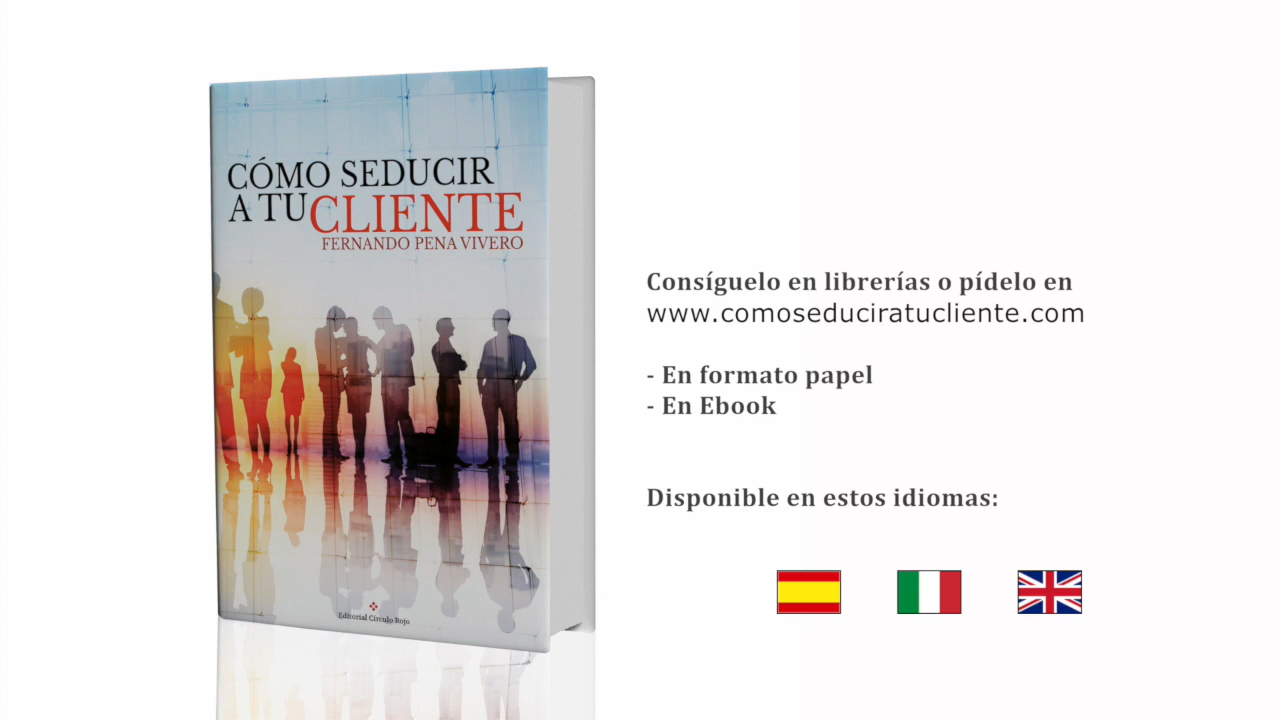 CÓMO SEDUCIR
A TU CLIENTE
FERNANDO PENA VIVERO
Editorial Círculo Rojo
Consíguelo en librerías o pídelo en
www.comoseduciratucliente.com
- En formato papel
- En Ebook
Disponible en estos idiomas: